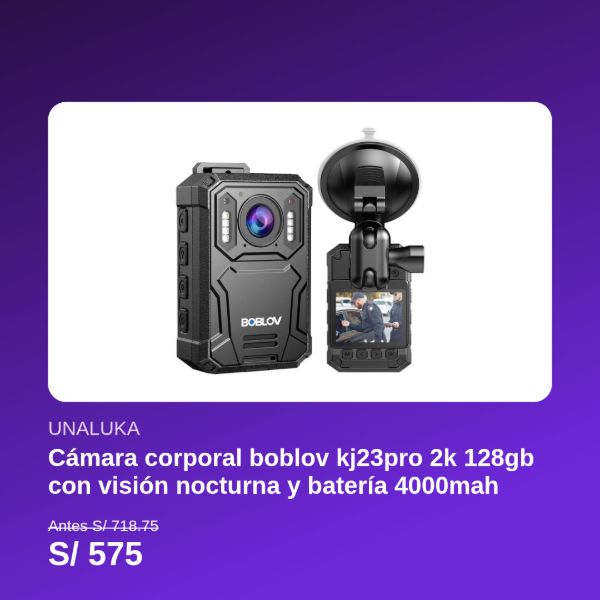 BOBLOV
UNALUKA
Cámara corporal boblov kj23pro 2k 128gb
con visión nocturna y batería 4000mah
Antes S/ 718.75
S/ 575